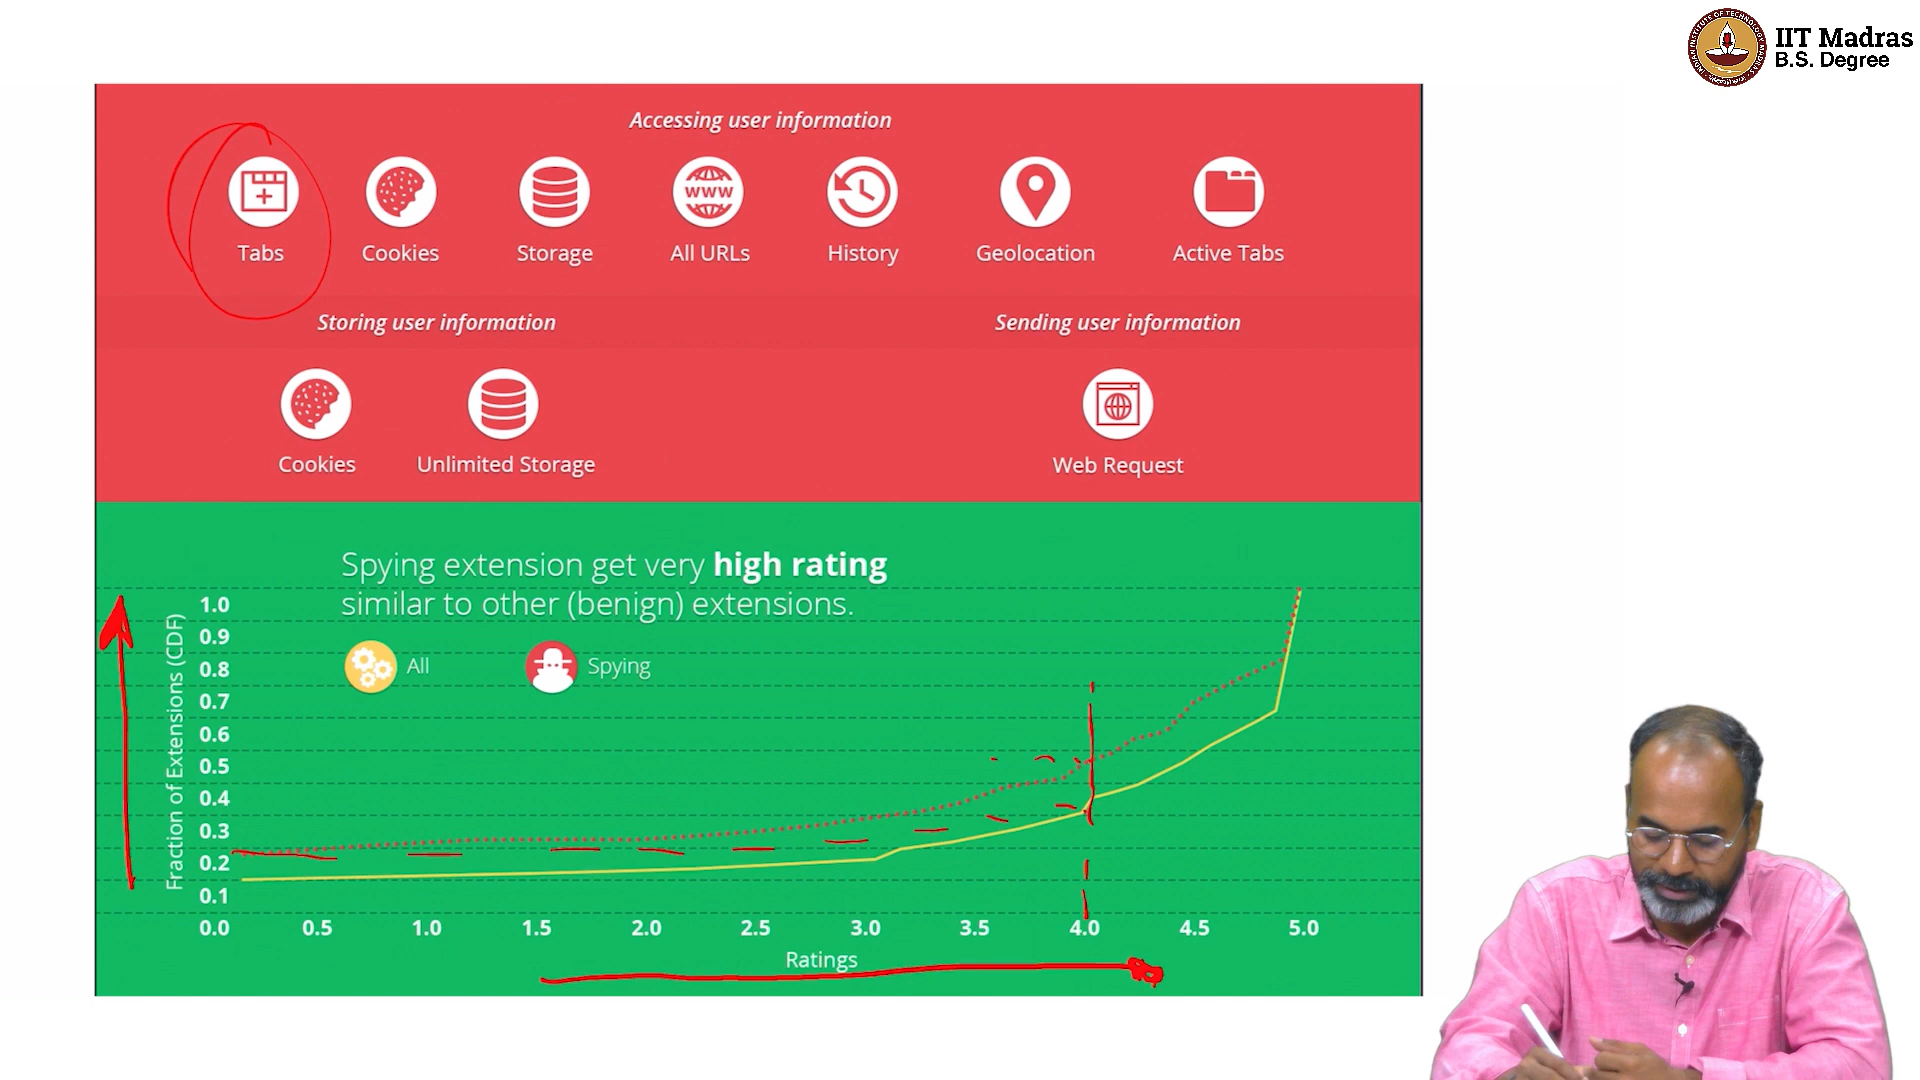 IIT Madras
B.S. Degree
Accessing user information
Tabs
Cookies
Storage
www
All URLs
History
Geolocation
Active Tabs
Storing user information
Sending user information
Cookies
Unlimited Storage
Web Request
Spying extension get very high rating
similar to other (benign) extensions.
All
Spying
Fraction of Extensions (CDF)
1.0
0.9
0.8
0.7
0.6
0.5
0.4
0.3
0.2
0.1
0.0 0.5 1.0 1.5 2.0 2.5 3.0 3.5 4.0 4.5 5.0
Ratings